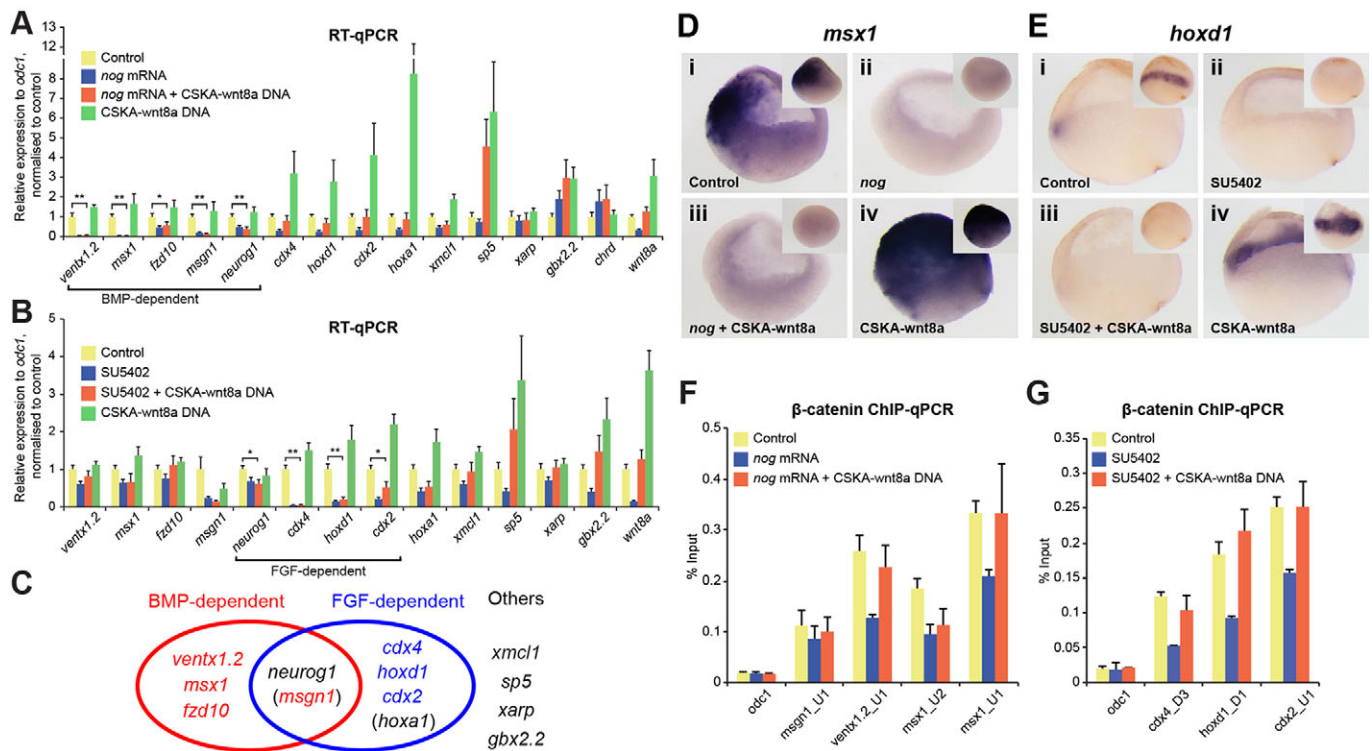 A
RT-qPCR
Relative expression to odc1,
normalised to control
13
12
8
6
4
2
1
0
Control
nog mRNA
nog mRNA + CSKA-wnt8a DNA
CSKA-wnt8a DNA
** ** * ** **
ventx1.2 msx1 fzd10 msgn1 neurog1 cdx4 hoxd1 cdx2 hoxa1 xmcl1 sp5 xarp gbx2.2 chrd wnt8a
BMP-dependent
B
RT-qPCR
Relative expression to odc1,
normalised to control
5
4
2
1
0
Control
SU5402
SU5402 + CSKA-wnt8a DNA
CSKA-wnt8a DNA
* ** ** *
ventx1.2 msx1 fzd10 msgn1 neurog1 cdx4 hoxd1 cdx2 hoxa1 xmcl1 sp5 xarp gbx2.2 wnt8a
FGF-dependent
C
BMP-dependent FGF-dependent Others
ventx1.2
msx1
fzd10
neurog1
(msgn1)
cdx4
hoxd1
cdx2
(hoxa1)
xmcl1
sp5
xarp
gbx2.2
D
msx1
i
Control
ii
nog
iii
nog + CSKA-wnt8a
iv
CSKA-wnt8a
E
hoxd1
i
Control
ii
SU5402
iii
SU5402 + CSKA-wnt8a
iv
CSKA-wnt8a
F
β-catenin ChIP-qPCR
Control
nog mRNA
nog mRNA + CSKA-wnt8a DNA
% Input
0.5
0.4
0.3
0.2
0.1
0
odc1 msgn1_U1 ventx1.2_U1 msx1_U2 msx1_U1
G
β-catenin ChIP-qPCR
Control
SU5402
SU5402 + CSKA-wnt8a DNA
% Input
0.35
0.3
0.25
0.20
0.15
0.10
0.05
0
odc1 cdx4_D3 hoxd1_D1 cdx2_U1